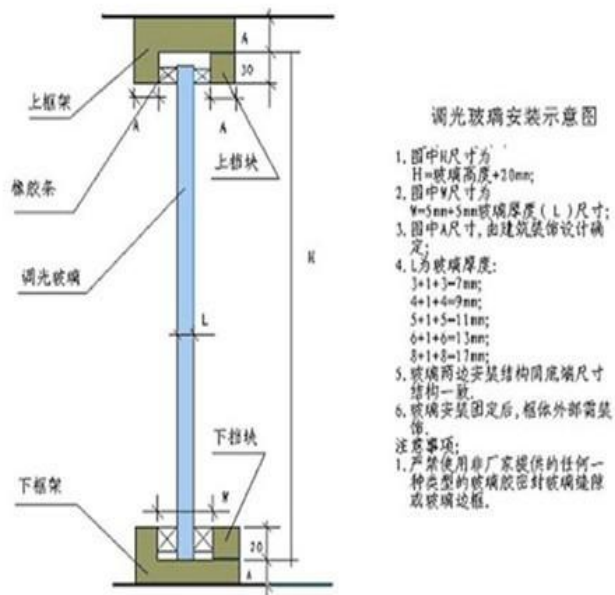 A
30
上框架
A
A
上挡块
橡胶条
调光玻璃
H
L
下挡块
下框架
W
20
A
调光玻璃安装示意图
1.图中H尺寸为
H=玻璃高度+20mm;
2.图中W尺寸为
W=5mm+5mm玻璃厚度(L)尺寸;
3.图中A尺寸,由建筑装饰设计确
定;
4.L为玻璃厚度:
3+1+3=7mm;
4+1+4=9mm;
5+1+5=11mm;
6+1+6=13mm;
8+1+8=17mm;
5.玻璃两边安装结构同底端尺寸
结构一致.
6.玻璃安装固定后,框体外部需装
饰.
注意事项:
1.严禁使用非厂家提供的任何一
种类型的玻璃胶密封玻璃缝隙
或玻璃边框.